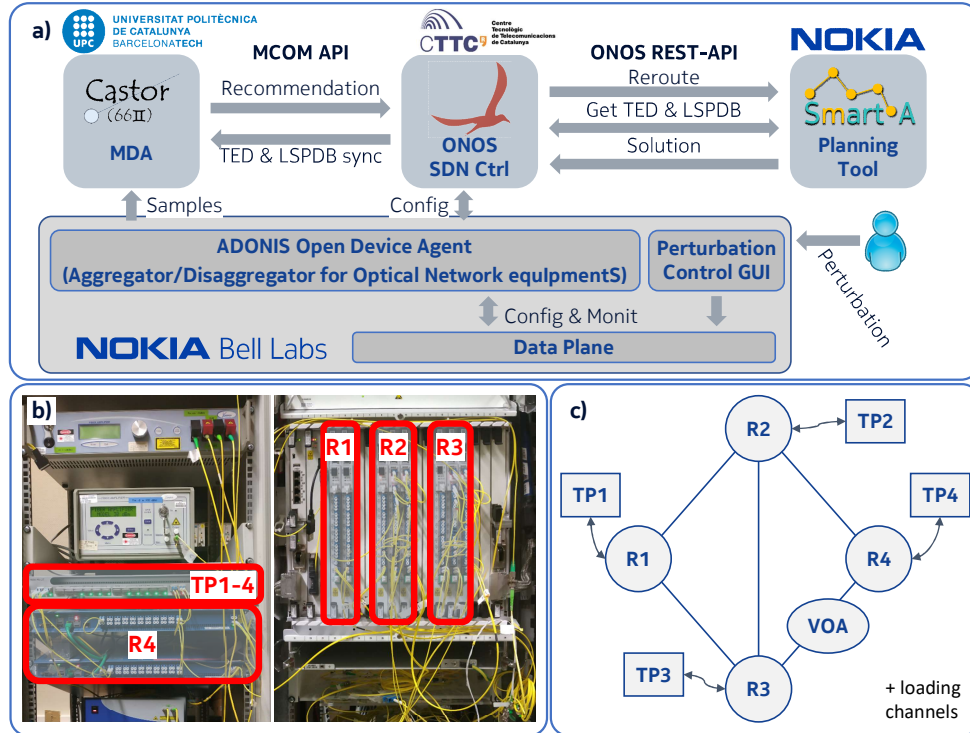 a)
UNIVERSITAT POLITÈCNICA
DE CATALUNYA
BARCELONATECH
UPC
MCOM API
Centre
Tecnològic
de Telecomunicacions
de Catalunya
CTTC
ONOS REST-API
NOKIA
Castor
(66II)
MDA
Recommendation
TED & LSPDB sync
ONOS
SDN Ctrl
Reroute
Get TED & LSPDB
Solution
Smart-A
Planning
Tool
Samples
Config
ADONIS Open Device Agent
(Aggregator/Disaggregator for Optical Network equIpmentS)
Perturbation
Control GUI
Perturbation
Config & Monit
NOKIA Bell Labs
Data Plane
b)
R1
R2
R3
TP1-4
R4
c)
R2
TP2
TP1
TP4
R1
R4
VOA
TP3
R3
+ loading
channels